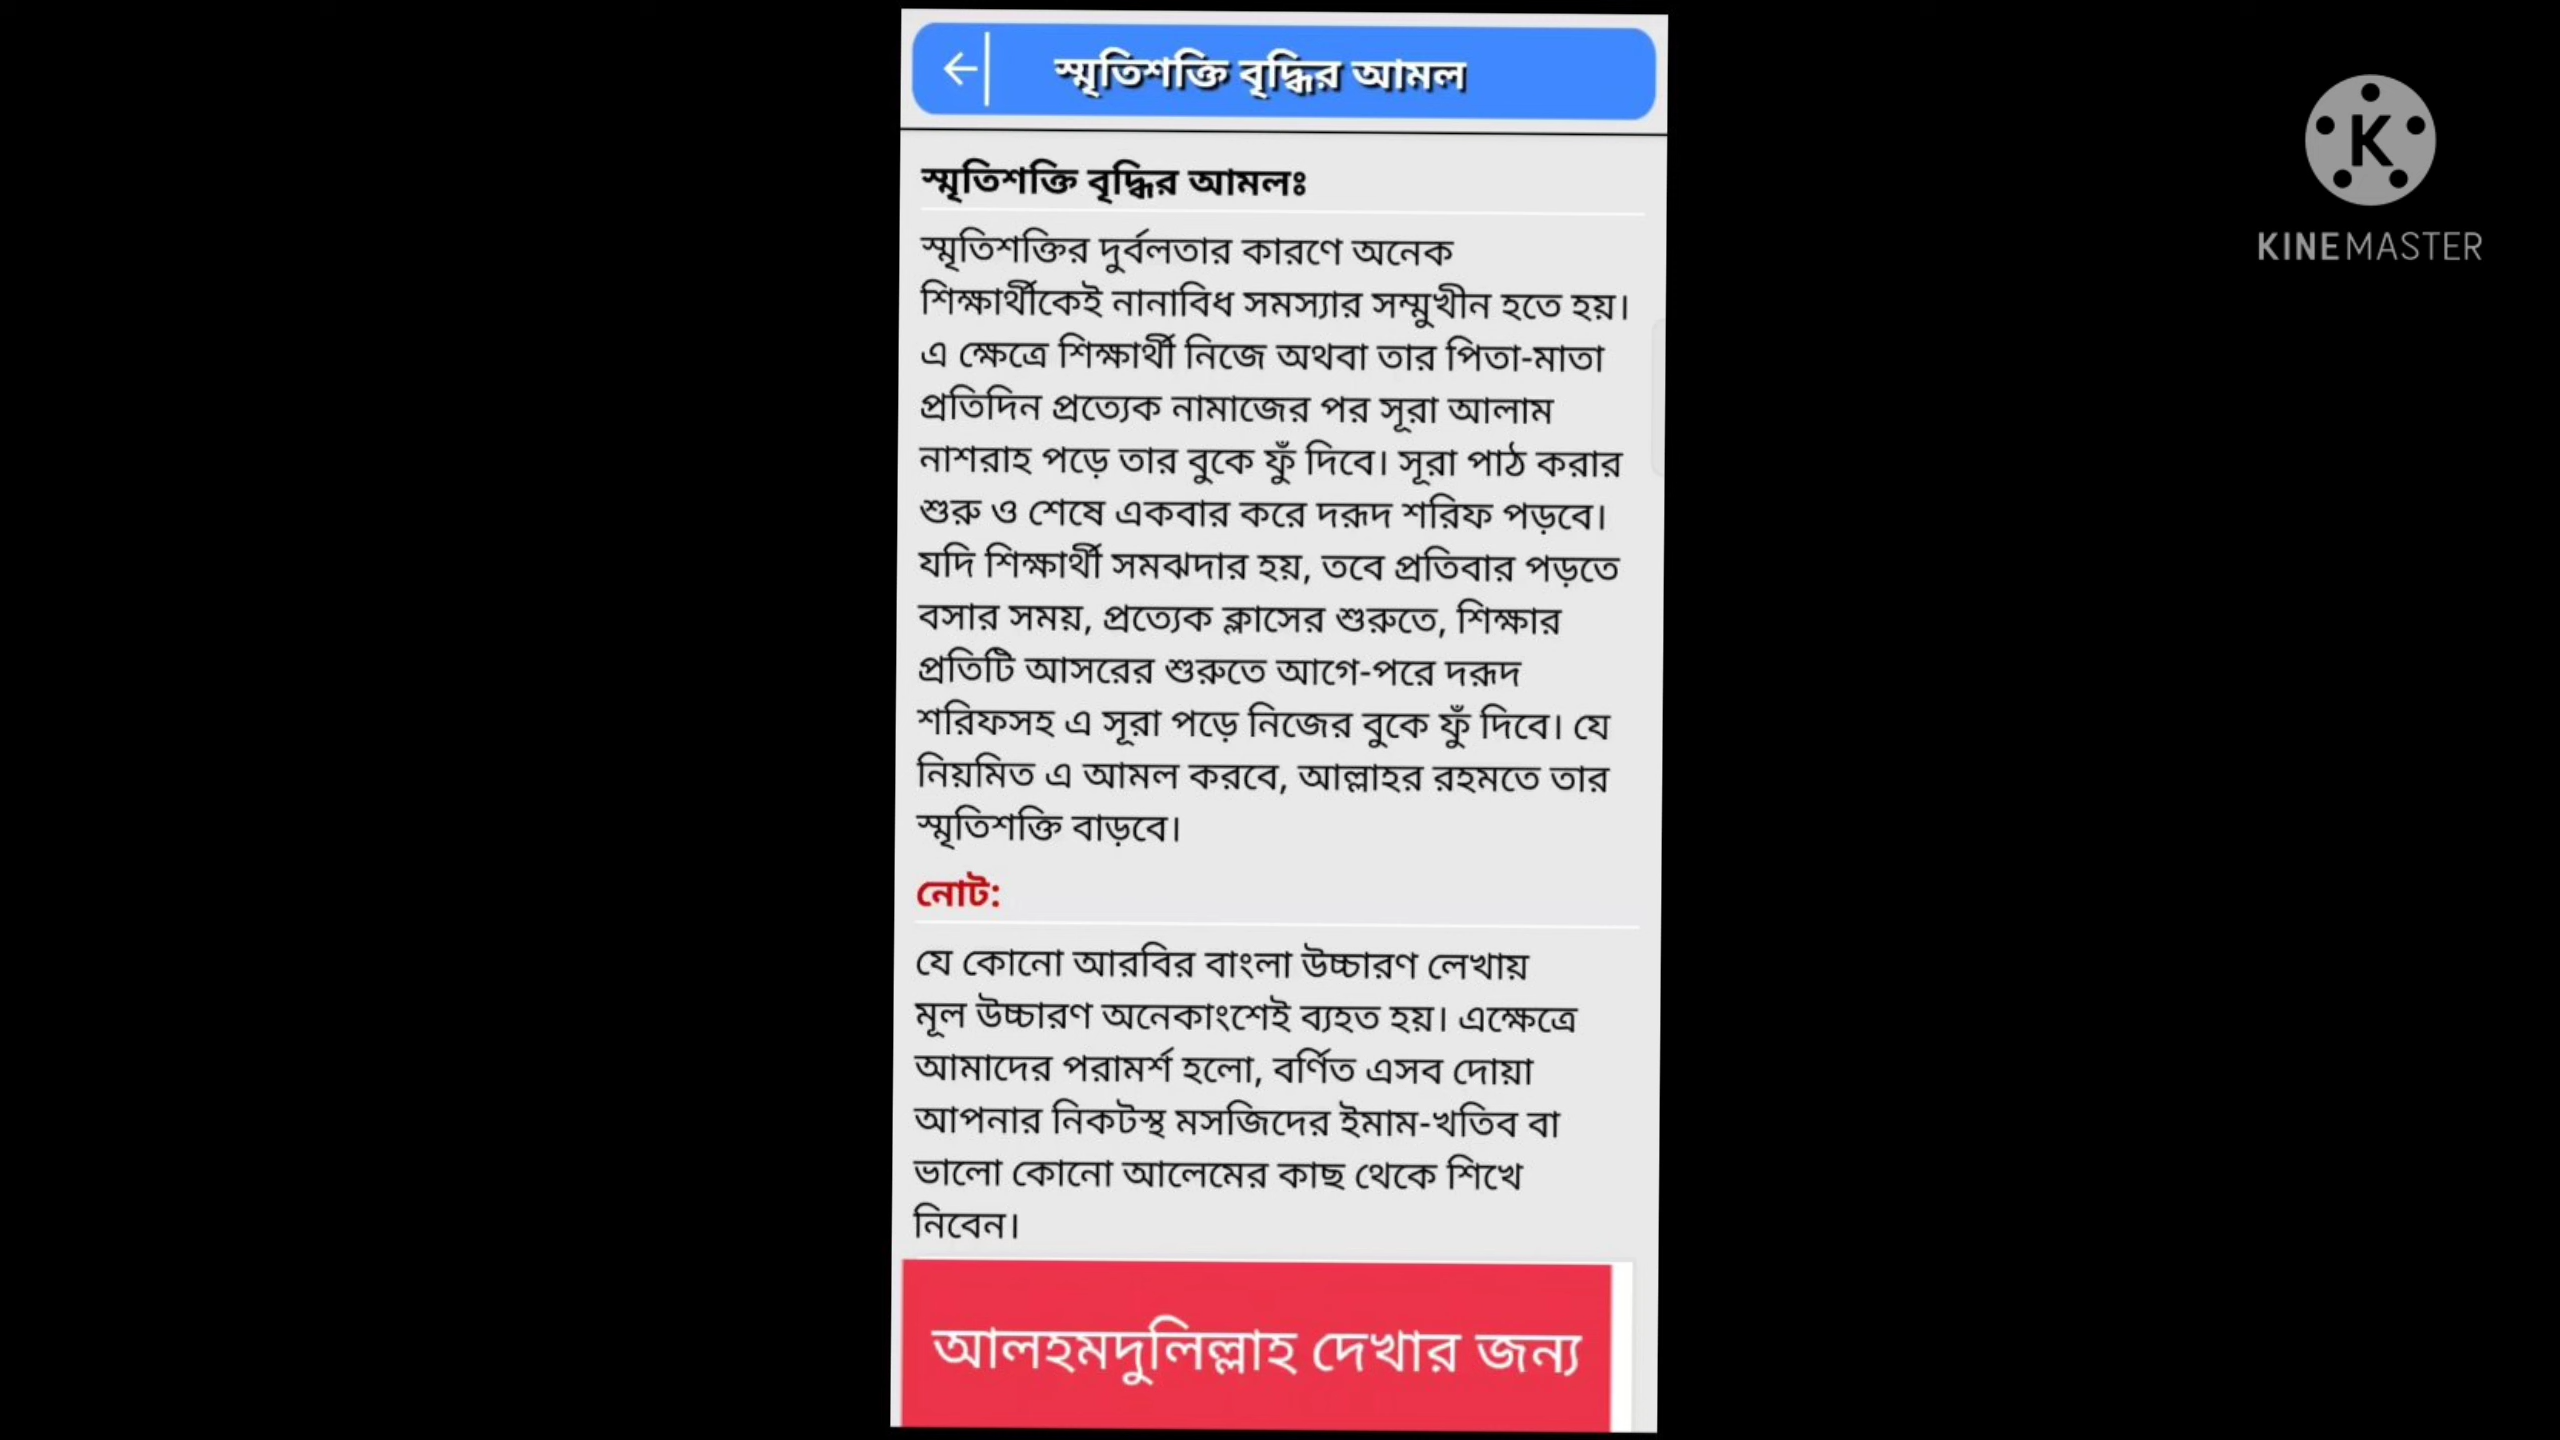 স্মৃতিশক্তি বৃদ্ধির আমল
KINEMASTER
স্মৃতিশক্তি বৃদ্ধির আমলঃ
স্মৃতিশক্তির দুর্বলতার কারণে অনেক
শিক্ষার্থীকেই নানাবিধ সমস্যার সম্মুখীন হতে হয়।
এ ক্ষেত্রে শিক্ষার্থী নিজে অথবা তার পিতা-মাতা
প্রতিদিন প্রত্যেক নামাজের পর সূরা আলাম
নাশরাহ পড়ে তার বুকে ফুঁ দিবে। সূরা পাঠ করার
শুরু ও শেষে একবার করে দরূদ শরিফ পড়বে।
যদি শিক্ষার্থী সমঝদার হয়, তবে প্রতিবার পড়তে
বসার সময়, প্রত্যেক ক্লাসের শুরুতে, শিক্ষার
প্রতিটি আসরের শুরুতে আগে-পরে দরূদ
শরিফসহ এ সূরা পড়ে নিজের বুকে ফুঁ দিবে। যে
নিয়মিত এ আমল করবে, আল্লাহর রহমতে তার
স্মৃতিশক্তি বাড়বে।
নোট:
যে কোনো আরবির বাংলা উচ্চারণ লেখায়
মূল উচ্চারণ অনেকাংশেই ব্যহত হয়। এক্ষেত্রে
আমাদের পরামর্শ হলো, বর্ণিত এসব দোয়া
আপনার নিকটস্থ মসজিদের ইমাম-খতিব বা
ভালো কোনো আলেমের কাছ থেকে শিখে
নিবেন।
আলহমদুলিল্লাহ দেখার জন্য